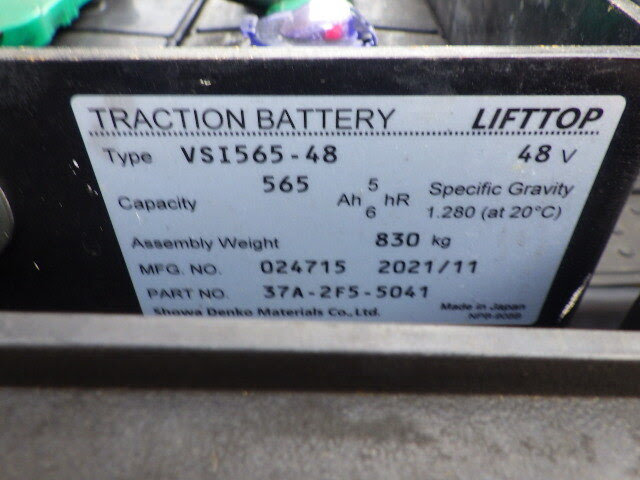 TRACTION BATTERY LIFTTOP
Type VSI565-48 48 V
Capacity 565 Ah 5 hR Specific Gravity
6 1.280 (at 20°C)
Assembly Weight 830 kg
MFG. NO. 024715 2021/11
PART NO. 37A-2F5-5041
Showa Denko Materials Co., Ltd. Made in Japan